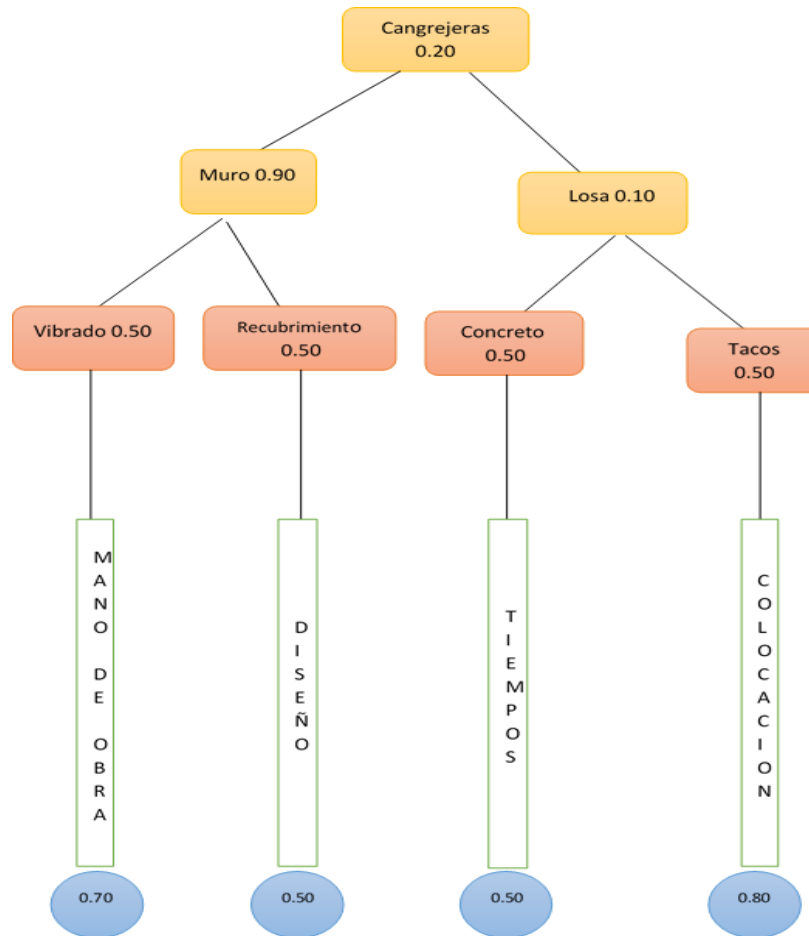 Cangrejeras
0.20
Muro 0.90
Losa 0.10
Vibrado 0.50
Recubrimiento
0.50
Concreto
0.50
Tacos
0.50
MANO DE OBRA
DISEÑO
TIEMPOS
COLOCACION
0.70
0.50
0.50
0.80